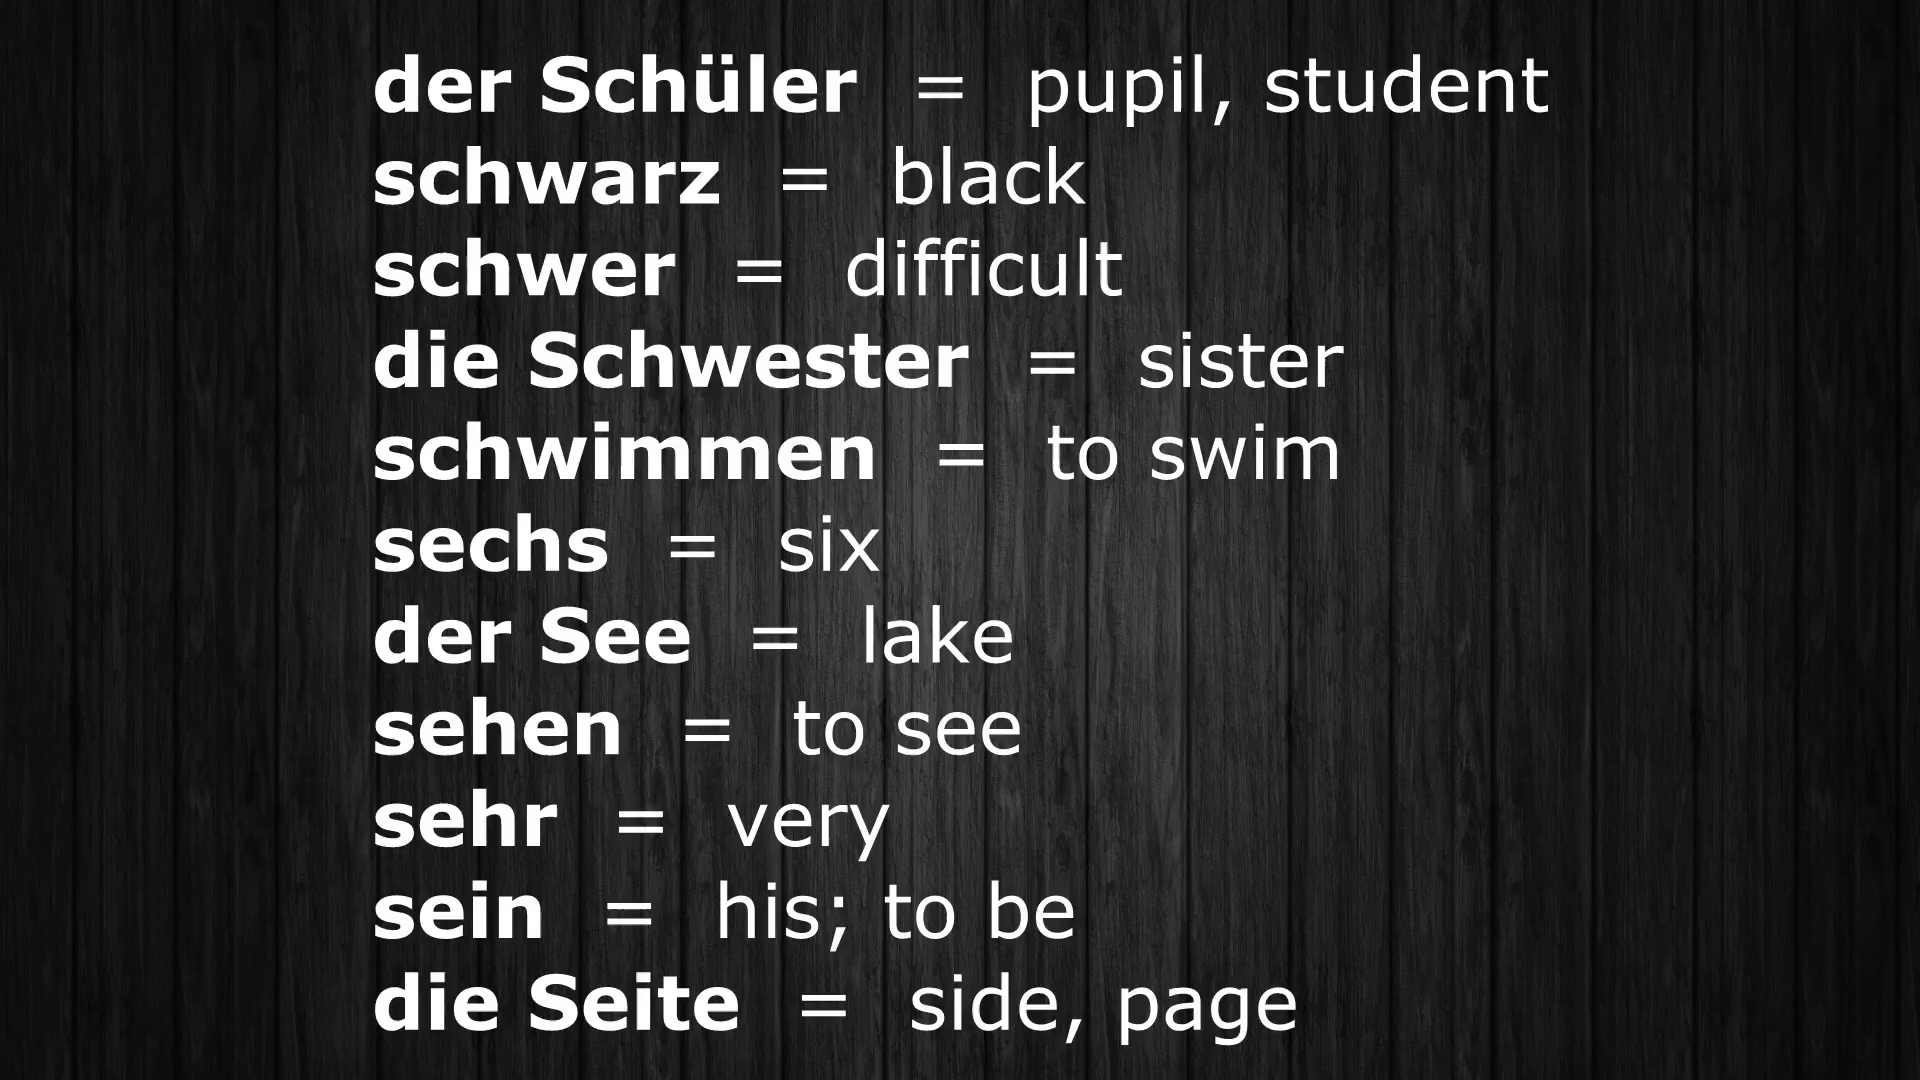 der Schüler = pupil, student
schwarz = black
schwer = difficult
die Schwester = sister
schwimmen = to swim
sechs = six
der See = lake
sehen = to see
sehr = very
sein = his; to be
die Seite = side, page